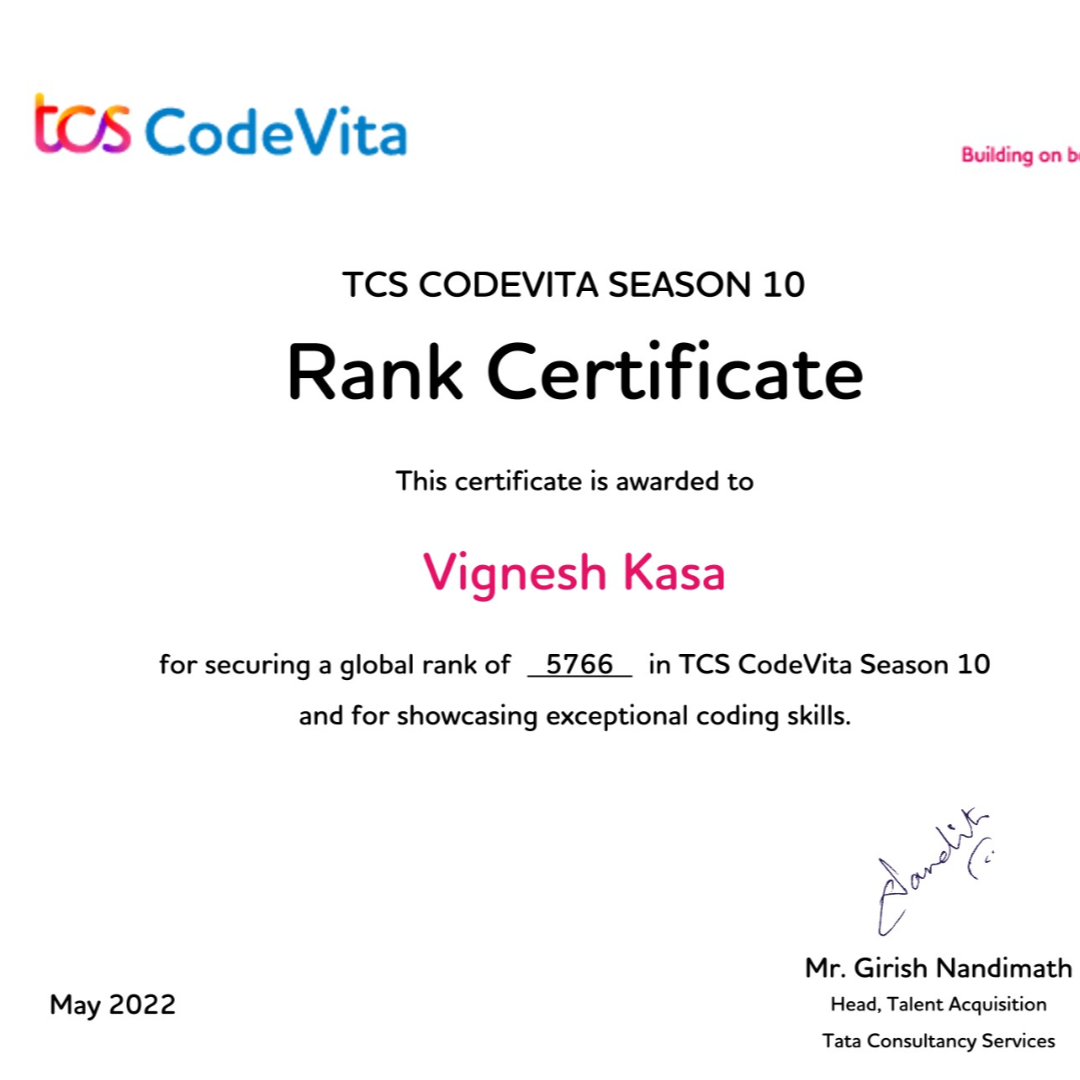 tcs CodeVita
Building on
TCS CODEVITA SEASON 10
Rank Certificate
This certificate is awarded to
Vignesh Kasa
for securing a global rank of 5766 in TCS CodeVita Season 10
and for showcasing exceptional coding skills.
Mr. Girish Nandimath
May 2022
Head, Talent Acquisition
Tata Consultancy Services